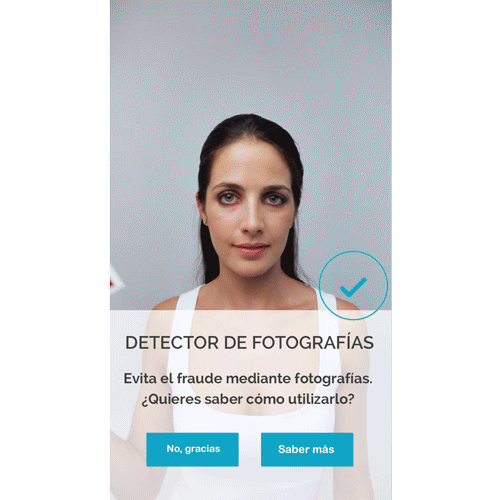 DETECTOR DE FOTOGRAFÍAS
Evita el fraude mediante fotografías.
¿Quieres saber cómo utilizarlo?
No, gracias
Saber más